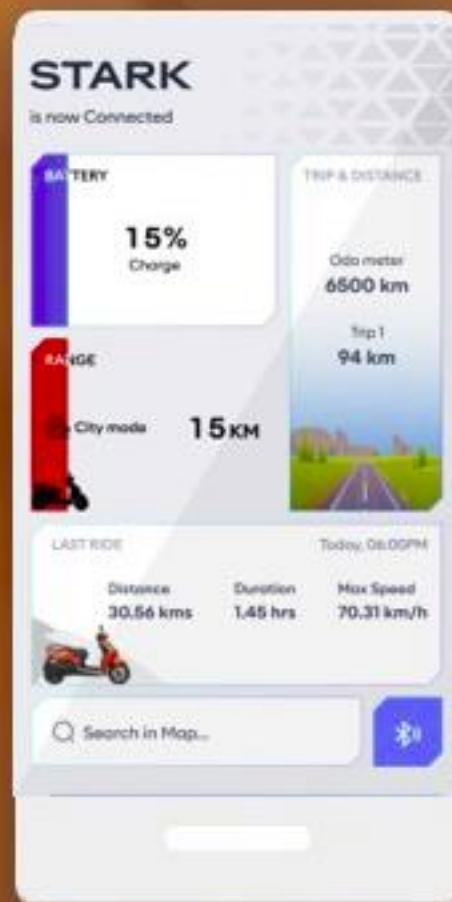 STARK
is now Connected
BATTERY
15%
Charge
TRIP & DISTANCE
Odo meter
6500 km
Trip 1
94 km
RANGE
City mode
15 KM
LAST RIDE
Today, 06:00PM
Distance
Duration
Max Speed
30.56 kms
1.45 hrs
70.31 km/h
Search in Map...